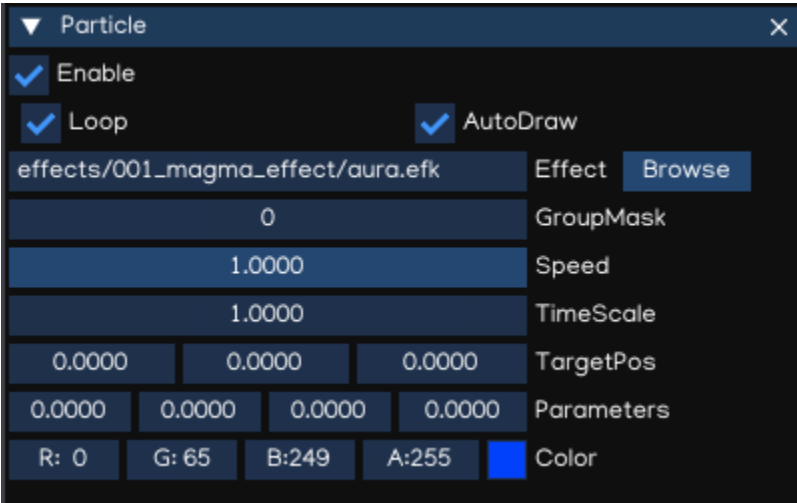 Particle
Enable
Loop AutoDraw
effects/001_magma_effect/aura.efk Effect Browse
0 GroupMask
1.0000 Speed
1.0000 TimeScale
0.0000 0.0000 0.0000 TargetPos
0.0000 0.0000 0.0000 0.0000 Parameters
R: 0 G: 65 B:249 A:255 Color